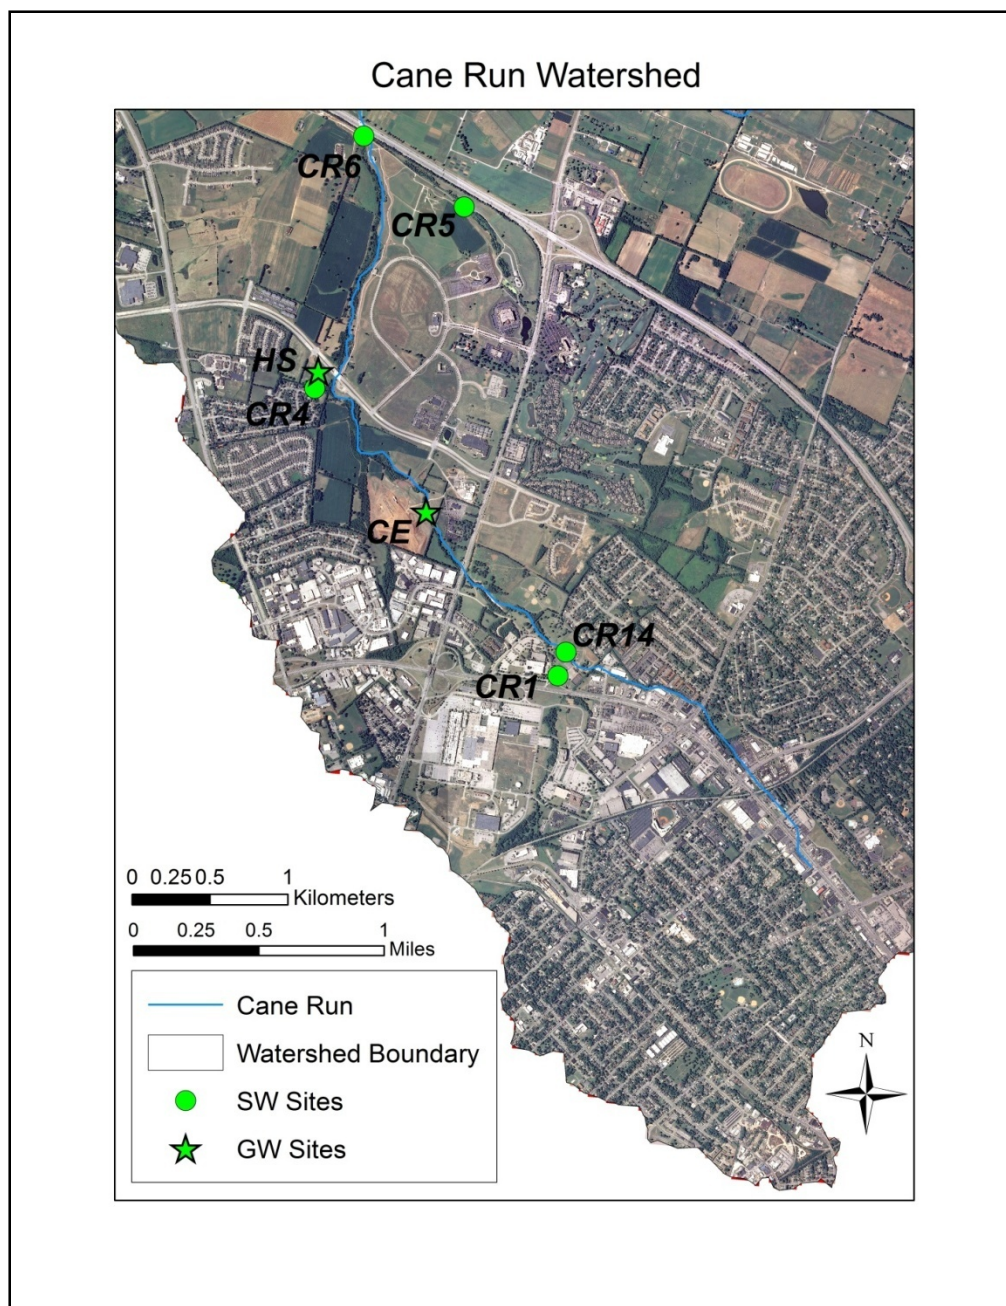 Cane Run Watershed
CR6
CR5
HS
CR4
CE
CR14
CR1
0 0.25 0.5 1
Kilometers
0 0.25 0.5 1
Miles
Cane Run
Watershed Boundary
SW Sites
GW Sites
N